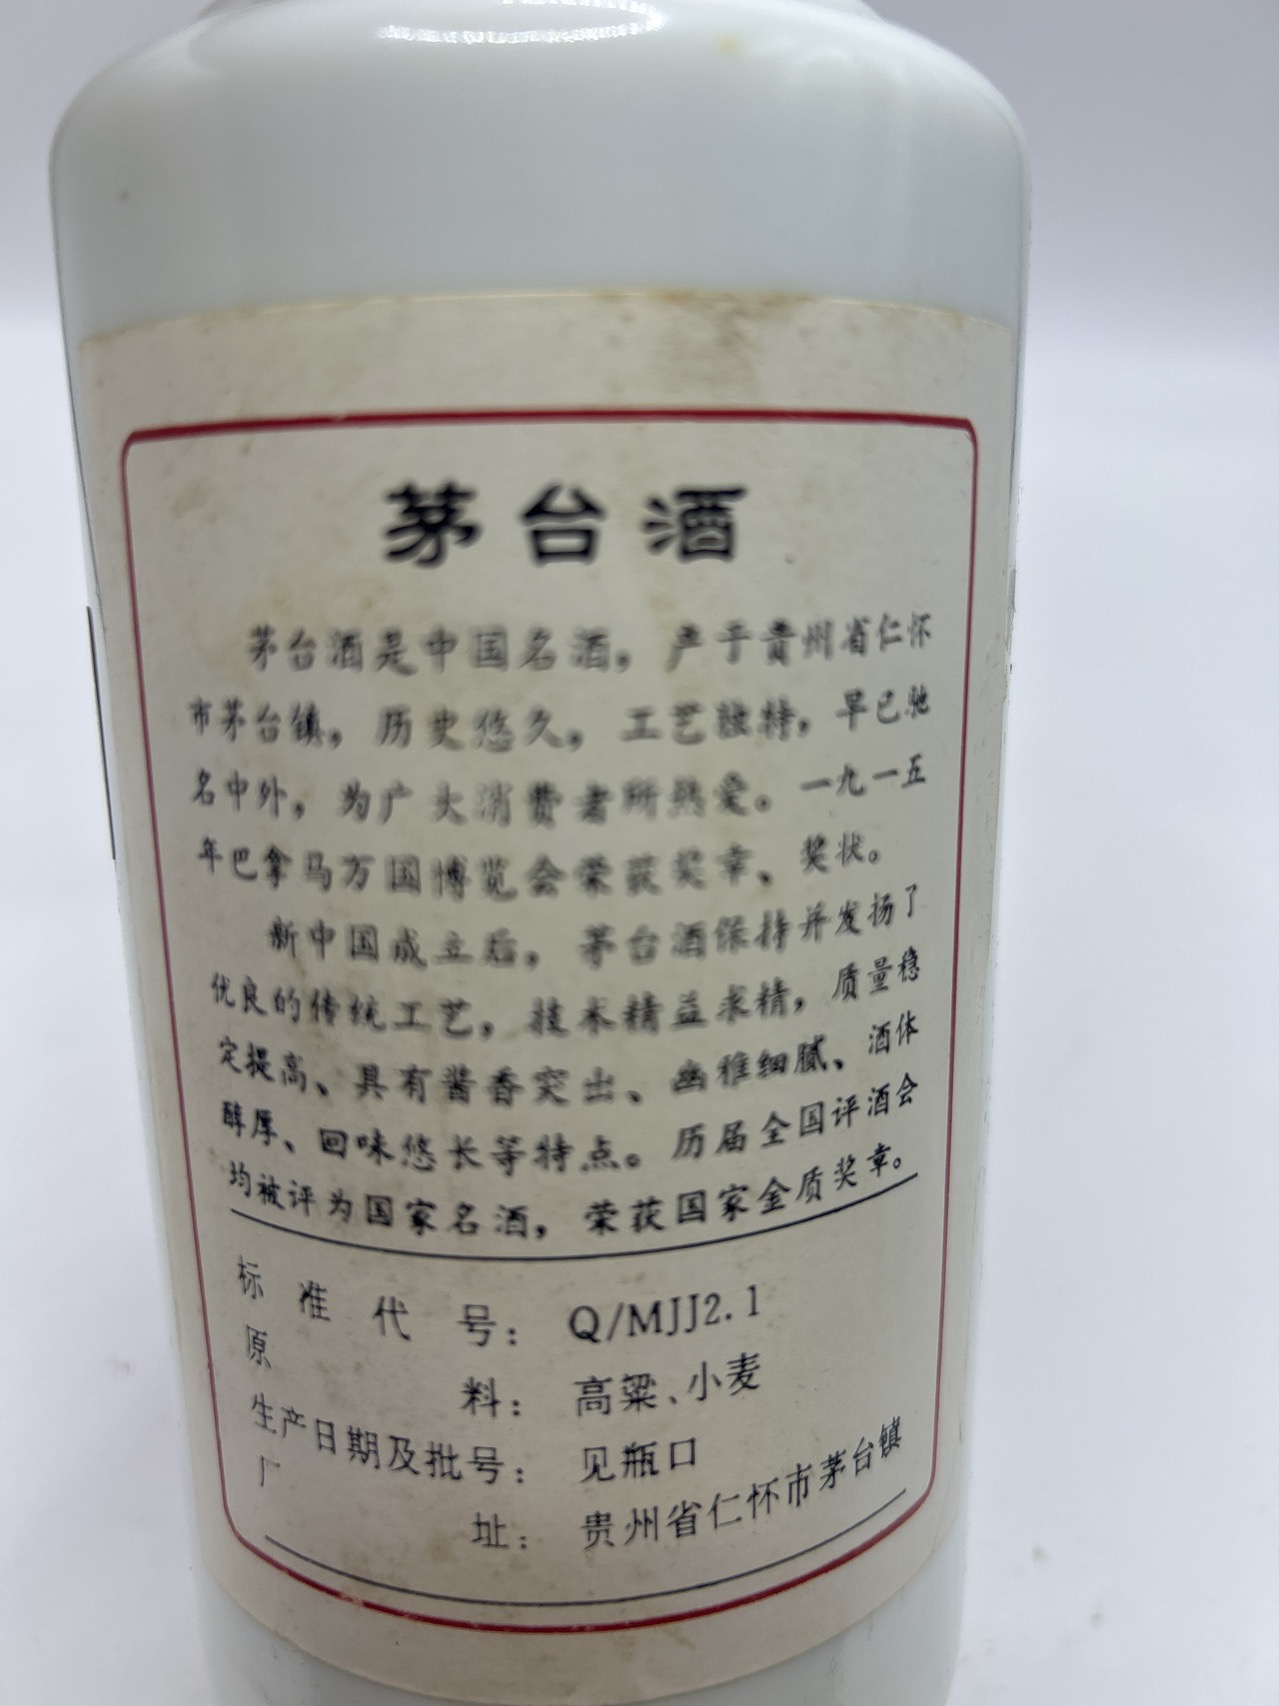 茅台酒
茅台酒是中国名酒，产于贵州省仁怀
市茅台镇，历史悠久，工艺独特，早已驰
名中外，为广大消费者所热爱。一九一五
年巴拿马万国博览会荣获奖章、奖状。
新中国成立后，茅台酒保持并发扬了
优良的传统工艺，技术精益求精，质量稳
定提高、具有酱香突出、幽雅细腻、酒体
醇厚、回味悠长等特点。历届全国评酒会
均被评为国家名酒，荣获国家金质奖章。
标准代号：Q/MJJ2.1
原料：高粱、小麦
生产日期及批号：见瓶口
厂址：贵州省仁怀市茅台镇